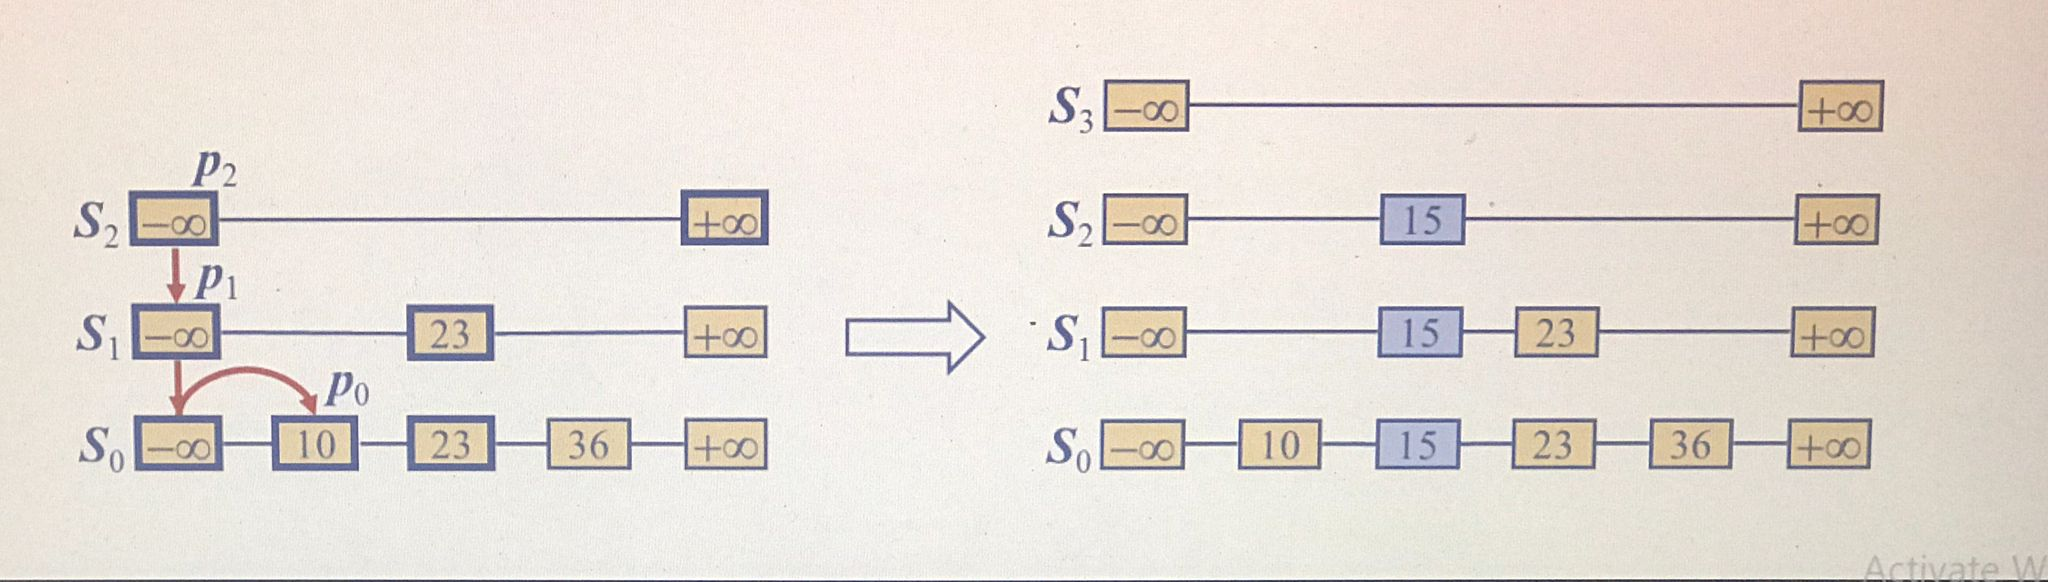 p2
S2 −∞ +∞
p1
S1 −∞ 23 +∞
p0
S0 −∞ 10 23 36 +∞
S3 −∞ +∞
S2 −∞ 15 +∞
S1 −∞ 15 23 +∞
S0 −∞ 10 15 23 36 +∞
Activate W